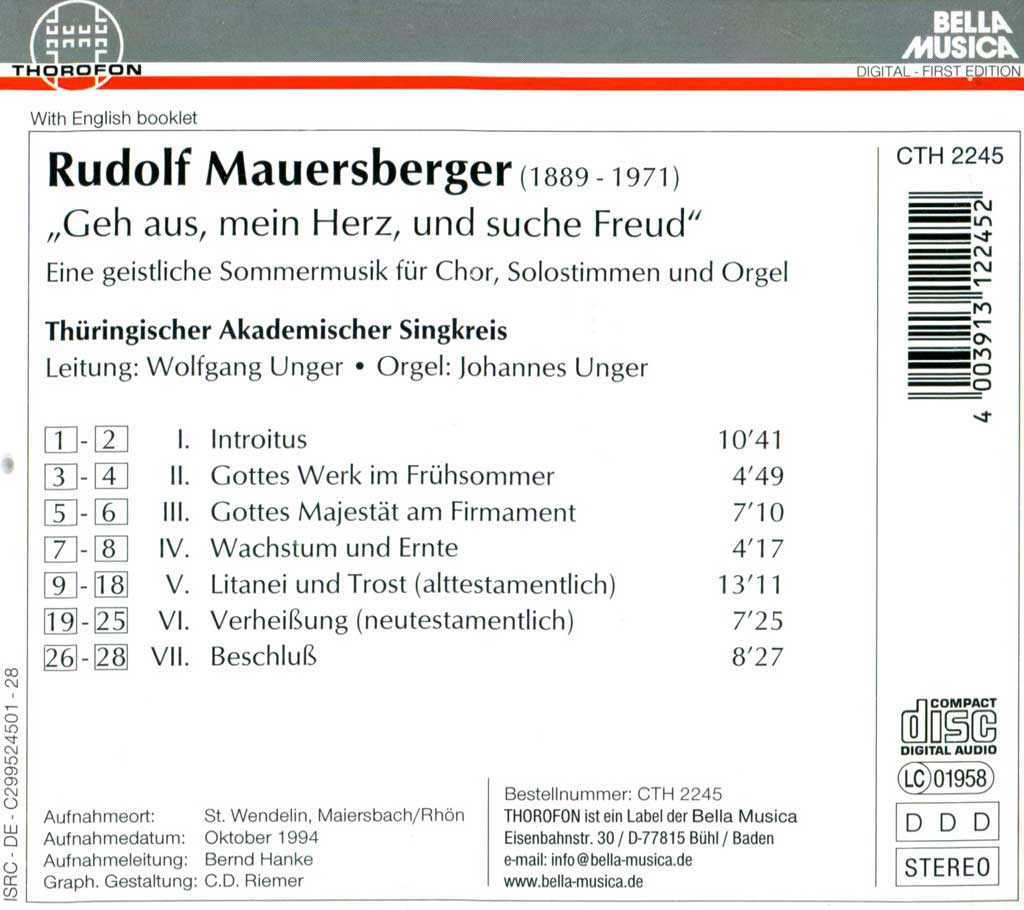 THOROFON
BELLA
MUSICA
DIGITAL - FIRST EDITION
With English booklet
Rudolf Mauersberger (1889 - 1971)
„Geh aus, mein Herz, und suche Freud“
Eine geistliche Sommermusik für Chor, Solostimmen und Orgel
Thüringischer Akademischer Singkreis
Leitung: Wolfgang Unger • Orgel: Johannes Unger
1 - 2 I. Introitus 10’41
3 - 4 II. Gottes Werk im Frühsommer 4’49
5 - 6 III. Gottes Majestät am Firmament 7’10
7 - 8 IV. Wachstum und Ernte 4’17
9 - 18 V. Litanei und Trost (alttestamentlich) 13’11
19 - 25 VI. Verheißung (neutestamentlich) 7’25
26 - 28 VII. Beschluß 8’27
Aufnahmeort: St. Wendelin, Maiersbach/Rhön
Aufnahmedatum: Oktober 1994
Aufnahmeleitung: Bernd Hanke
Graph. Gestaltung: C.D. Riemer
Bestellnummer: CTH 2245
THOROFON ist ein Label der Bella Musica
Eisenbahnstr. 30 / D-77815 Bühl / Baden
e-mail: info@bella-musica.de
www.bella-musica.de
CTH 2245
4 003913 122452
COMPACT
disc
DIGITAL AUDIO
LC 01958
D D D
STEREO
ISRC - DE - C299524501 - 28